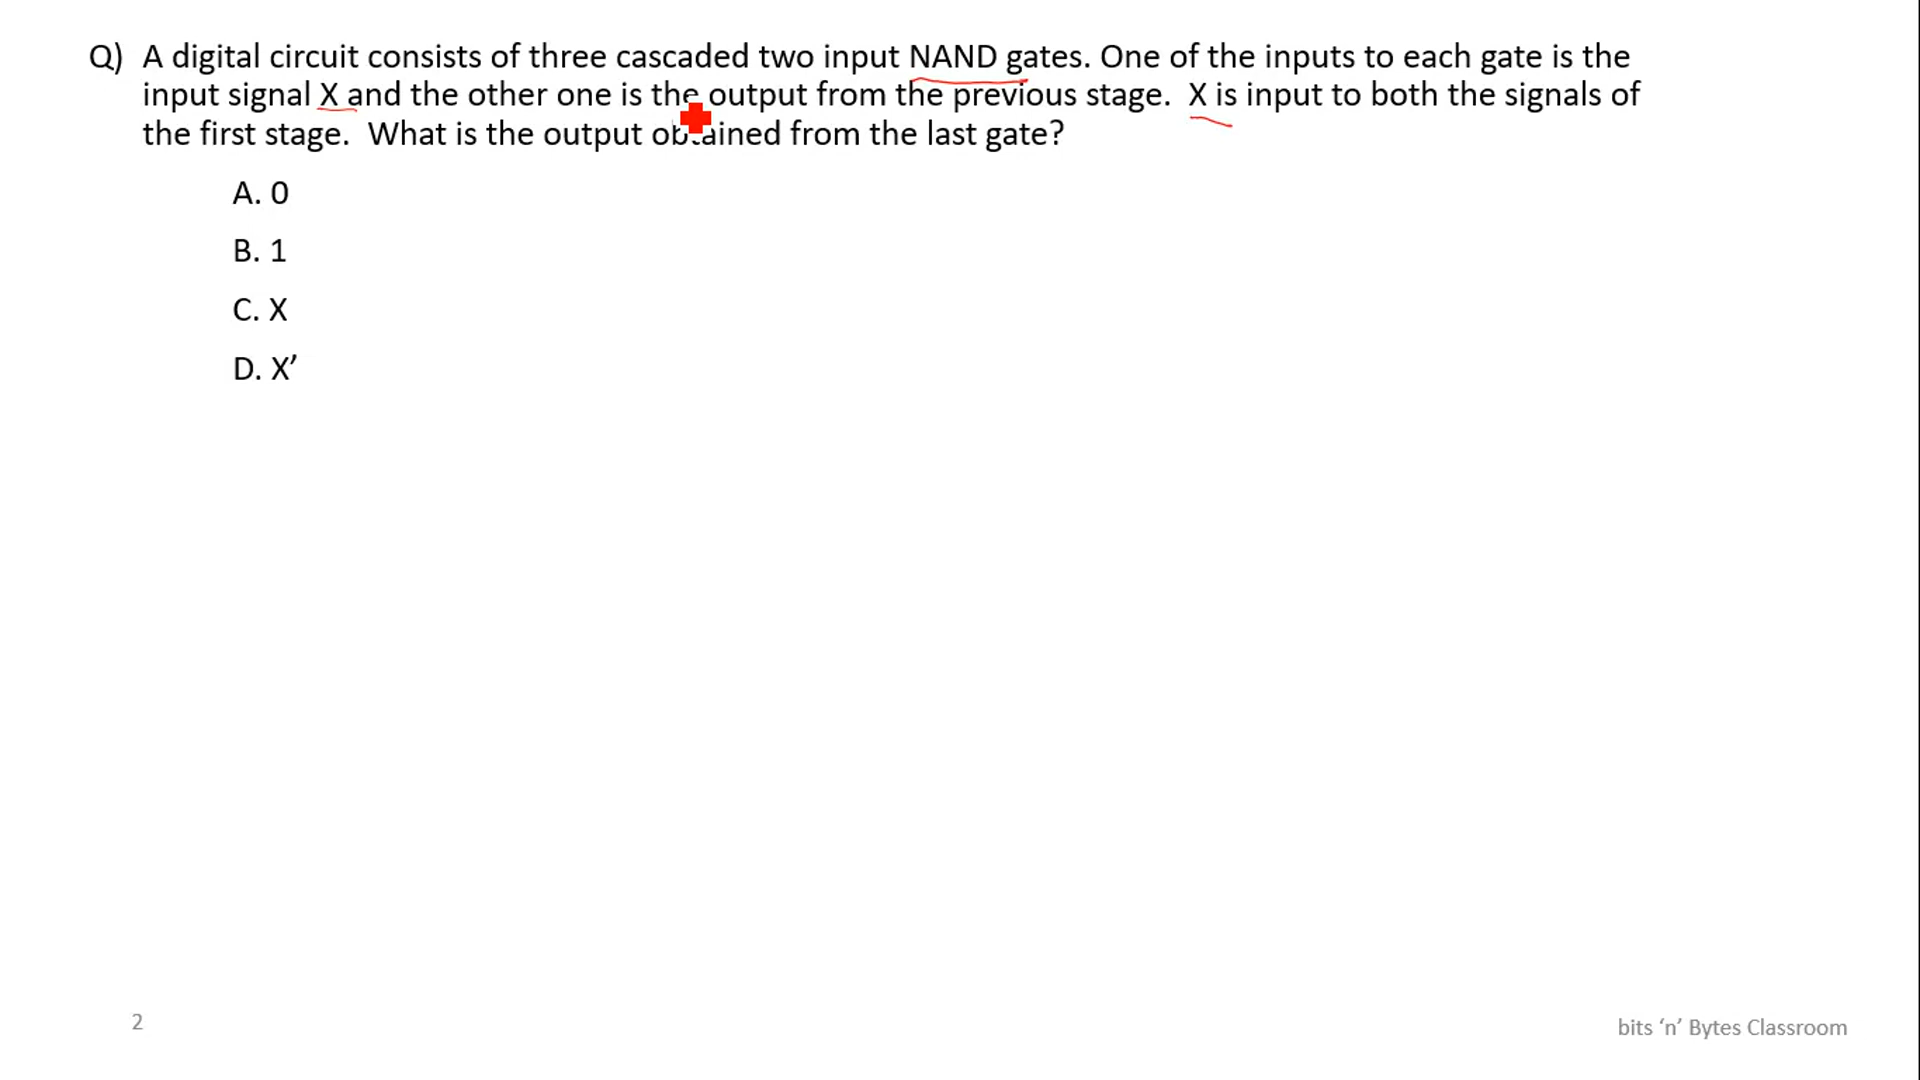 Q) A digital circuit consists of three cascaded two input NAND gates. One of the inputs to each gate is the
input signal X and the other one is the output from the previous stage. X is input to both the signals of
the first stage. What is the output obtained from the last gate?
A. 0
B. 1
C. X
D. X’
2
bits ‘n’ Bytes Classroom